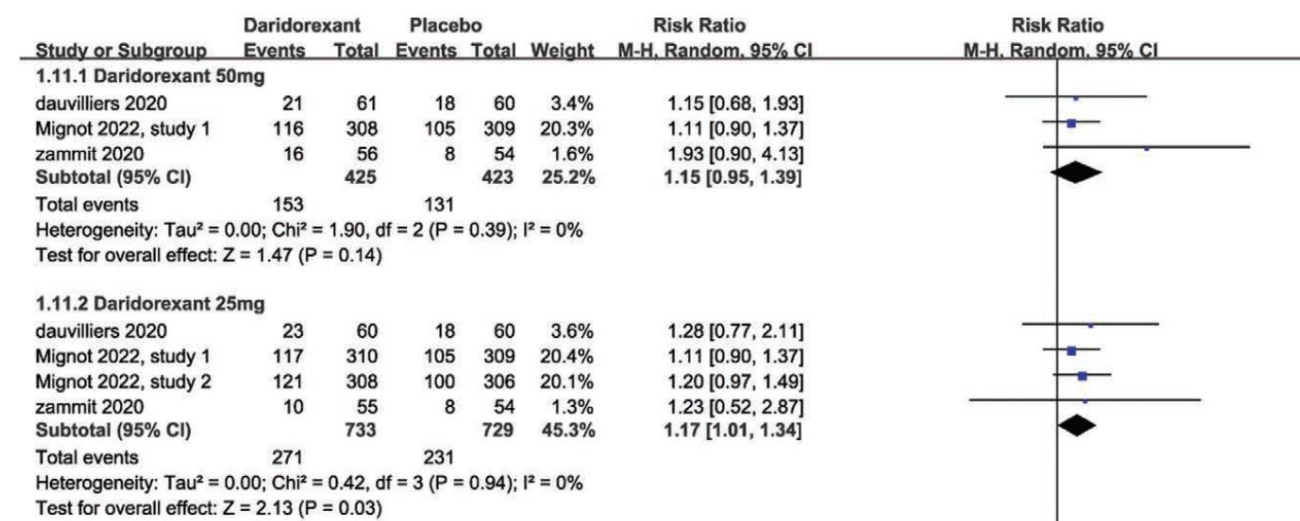 Daridorexant Placebo Risk Ratio Risk Ratio
Study or Subgroup Events Total Events Total Weight M-H, Random, 95% CI M-H, Random, 95% CI
1.11.1 Daridorexant 50mg
dauvilliers 2020 21 61 18 60 3.4% 1.15 [0.68, 1.93]
Mignot 2022, study 1 116 308 105 309 20.3% 1.11 [0.90, 1.37]
zammit 2020 16 56 8 54 1.6% 1.93 [0.90, 4.13]
Subtotal (95% CI) 425 423 25.2% 1.15 [0.95, 1.39]
Total events 153 131
Heterogeneity: Tau² = 0.00; Chi² = 1.90, df = 2 (P = 0.39); I² = 0%
Test for overall effect: Z = 1.47 (P = 0.14)
1.11.2 Daridorexant 25mg
dauvilliers 2020 23 60 18 60 3.6% 1.28 [0.77, 2.11]
Mignot 2022, study 1 117 310 105 309 20.4% 1.11 [0.90, 1.37]
Mignot 2022, study 2 121 308 100 306 20.1% 1.20 [0.97, 1.49]
zammit 2020 10 55 8 54 1.3% 1.23 [0.52, 2.87]
Subtotal (95% CI) 733 729 45.3% 1.17 [1.01, 1.34]
Total events 271 231
Heterogeneity: Tau² = 0.00; Chi² = 0.42, df = 3 (P = 0.94); I² = 0%
Test for overall effect: Z = 2.13 (P = 0.03)